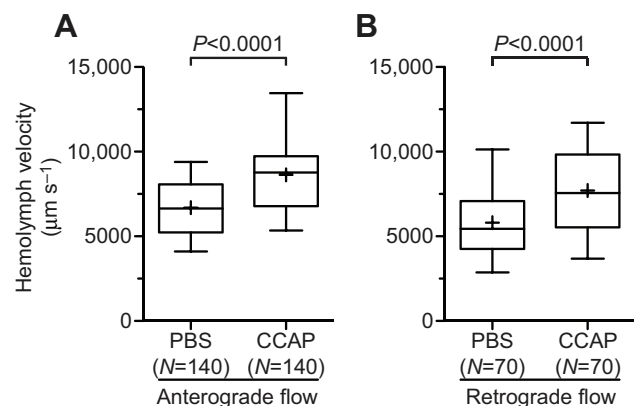 A
B
P<0.0001
P<0.0001
Hemolymph velocity
(µm s⁻¹)
15,000
10,000
5000
0
15,000
10,000
5000
0
PBS
CCAP
PBS
CCAP
(N=140)
(N=140)
(N=70)
(N=70)
Anterograde flow
Retrograde flow